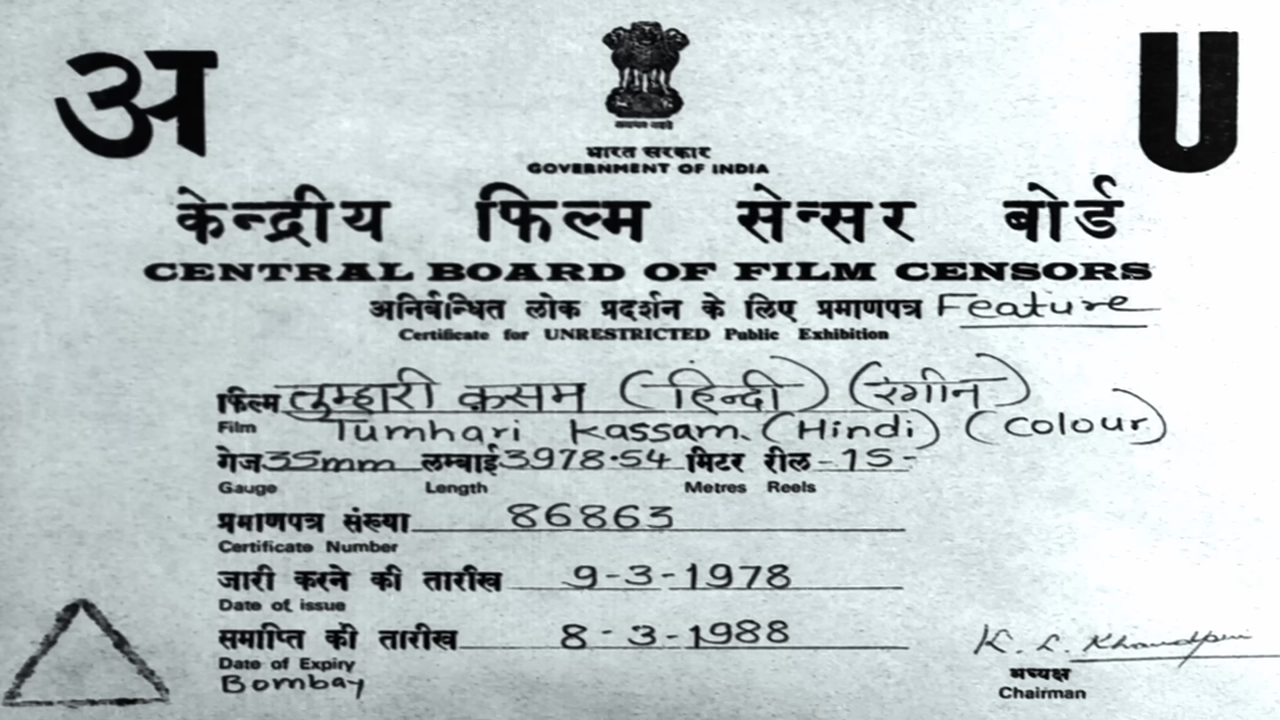 अ
U
भारत सरकार
GOVERNMENT OF INDIA
केन्द्रीय फिल्म सेन्सर बोर्ड
CENTRAL BOARD OF FILM CENSORS
अनिर्बन्धित लोक प्रदर्शन के लिए प्रमाणपत्र Feature
Certificate for UNRESTRICTED Public Exhibition
फिल्म तुम्हारी क़सम (हिन्दी) (रंगीन)
Film Tumhari Kassam. (Hindi) (Colour)
गेज 35mm लम्बाई 3978.54 मिटर रील -15-
Gauge Length Metres Reels
प्रमाणपत्र संख्या 86863
Certificate Number
जारी करने की तारीख 9-3-1978
Date of issue
समाप्ति की तारीख 8-3-1988
Date of Expiry
Bombay
K. L. Khandpur
अध्यक्ष
Chairman